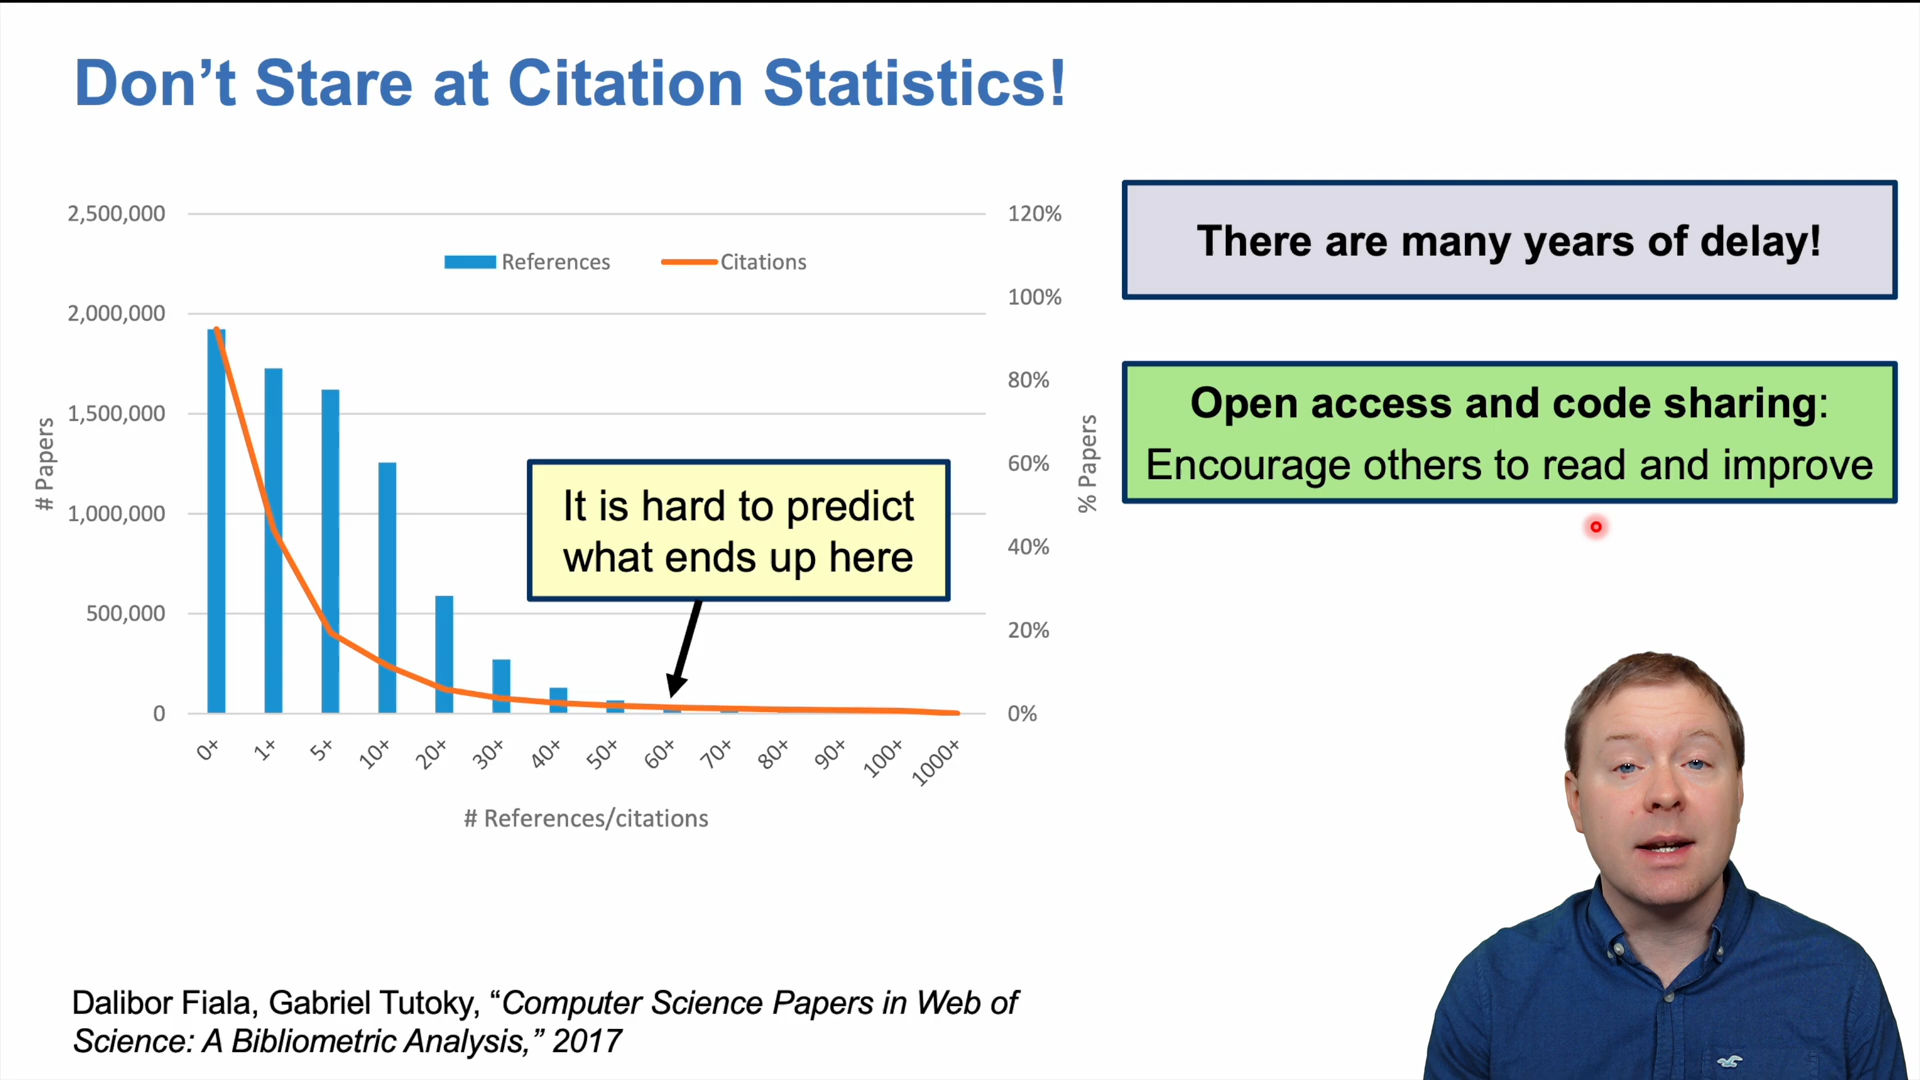 Don’t Stare at Citation Statistics!
2,500,000
2,000,000
1,500,000
1,000,000
500,000
0
# Papers
References
Citations
120%
100%
80%
60%
40%
20%
0%
% Papers
It is hard to predict
what ends up here
0+
1+
5+
10+
20+
30+
40+
50+
60+
70+
80+
90+
100+
1000+
# References/citations
There are many years of delay!
Open access and code sharing:
Encourage others to read and improve
Dalibor Fiala, Gabriel Tutoky, “Computer Science Papers in Web of
Science: A Bibliometric Analysis,” 2017